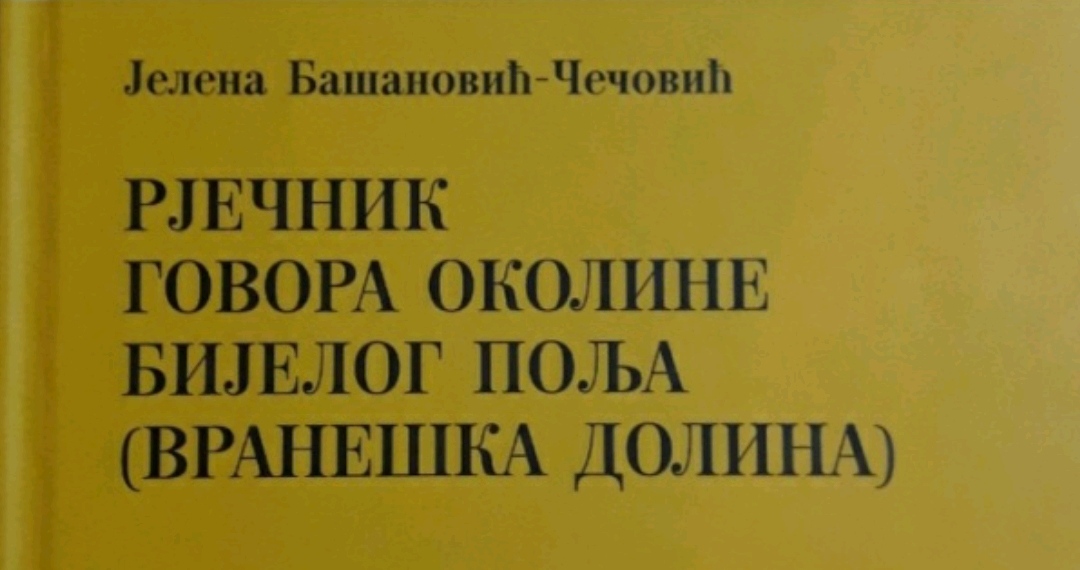 Јелена Башановић-Чечовић
РЈЕЧНИК
ГОВОРА ОКОЛИНЕ
БИЈЕЛОГ ПОЉА
(ВРАНЕШКА ДОЛИНА)